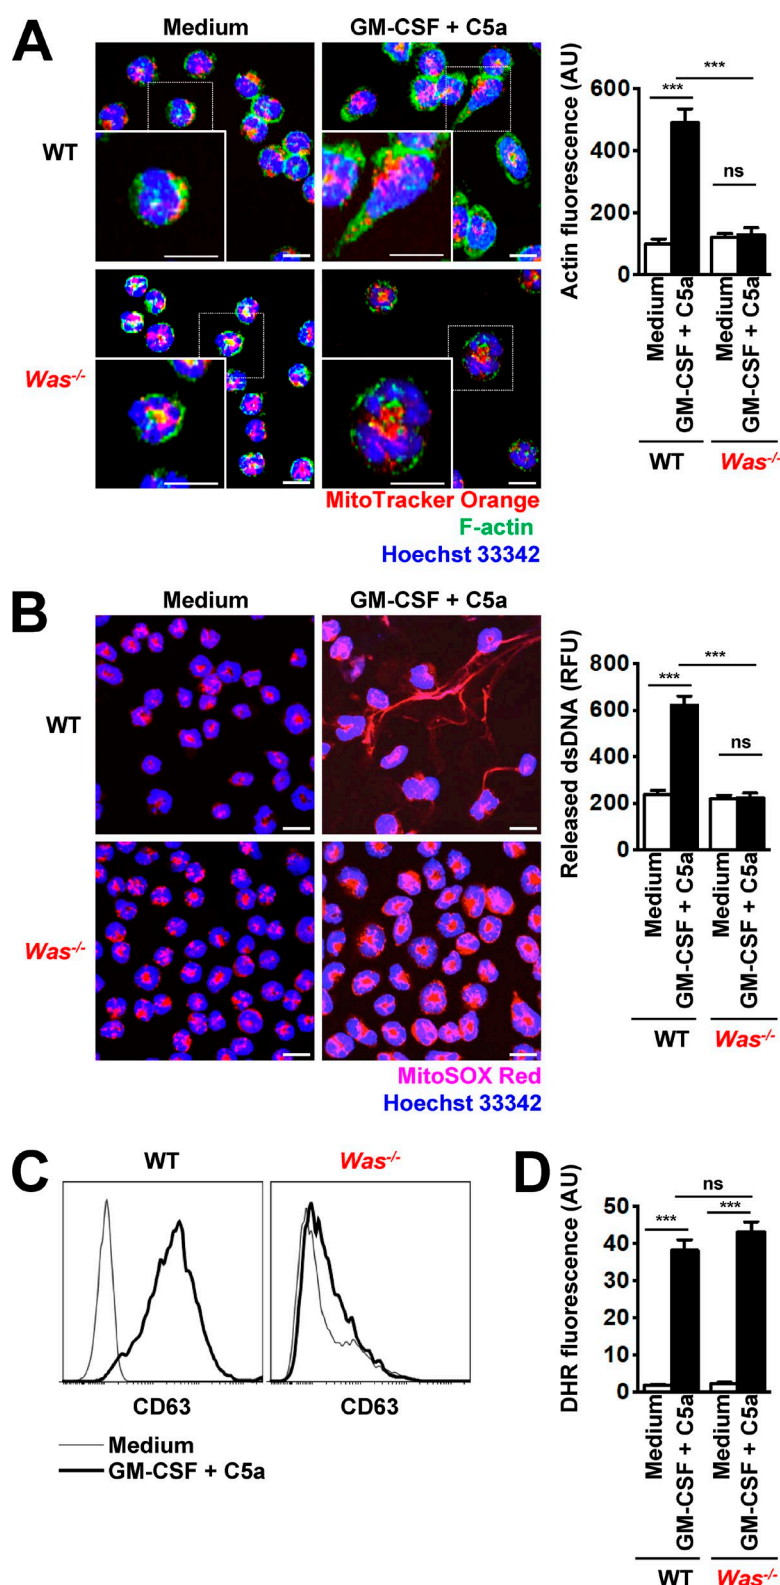 A
Medium
GM-CSF + C5a
WT
Was-/-
MitoTracker Orange
F-actin
Hoechst 33342
Actin fluorescence (AU)
600
400
200
0
***
***
ns
Medium
GM-CSF + C5a
Medium
GM-CSF + C5a
WT
Was-/-
B
Medium
GM-CSF + C5a
WT
Was-/-
MitoSOX Red
Hoechst 33342
Released dsDNA (RFU)
800
600
400
200
0
***
***
ns
Medium
GM-CSF + C5a
Medium
GM-CSF + C5a
WT
Was-/-
C
WT
Was-/-
CD63
CD63
Medium
GM-CSF + C5a
D
DHR fluorescence (AU)
50
40
30
20
10
0
ns
***
***
Medium
GM-CSF + C5a
Medium
GM-CSF + C5a
WT
Was-/-